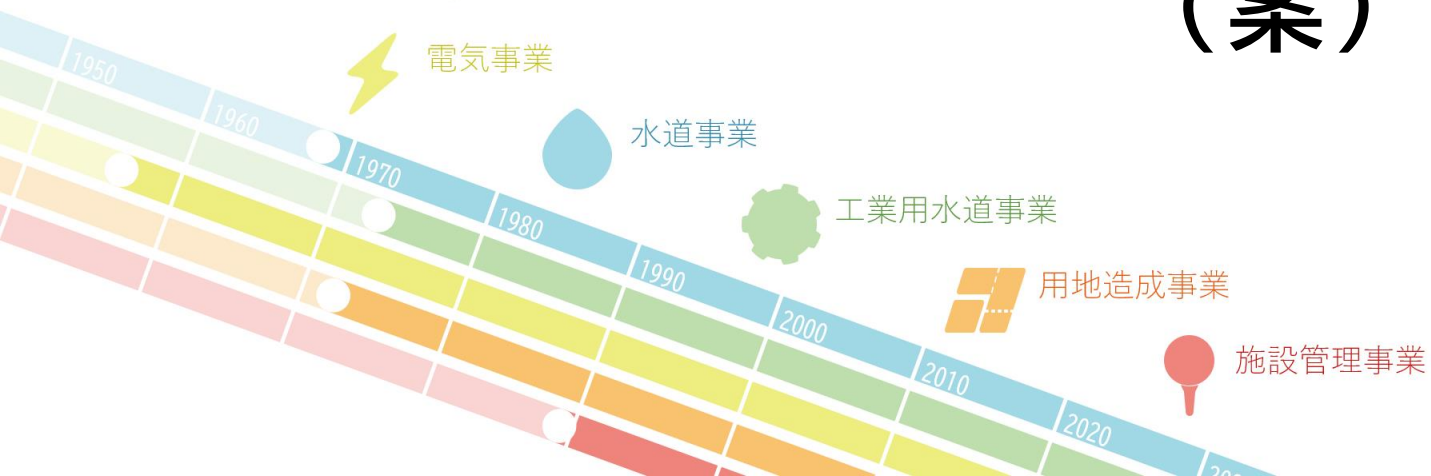 （案）
電気事業
水道事業
工業用水道事業
用地造成事業
施設管理事業
1950
1960
1970
1980
1990
2000
2010
2020